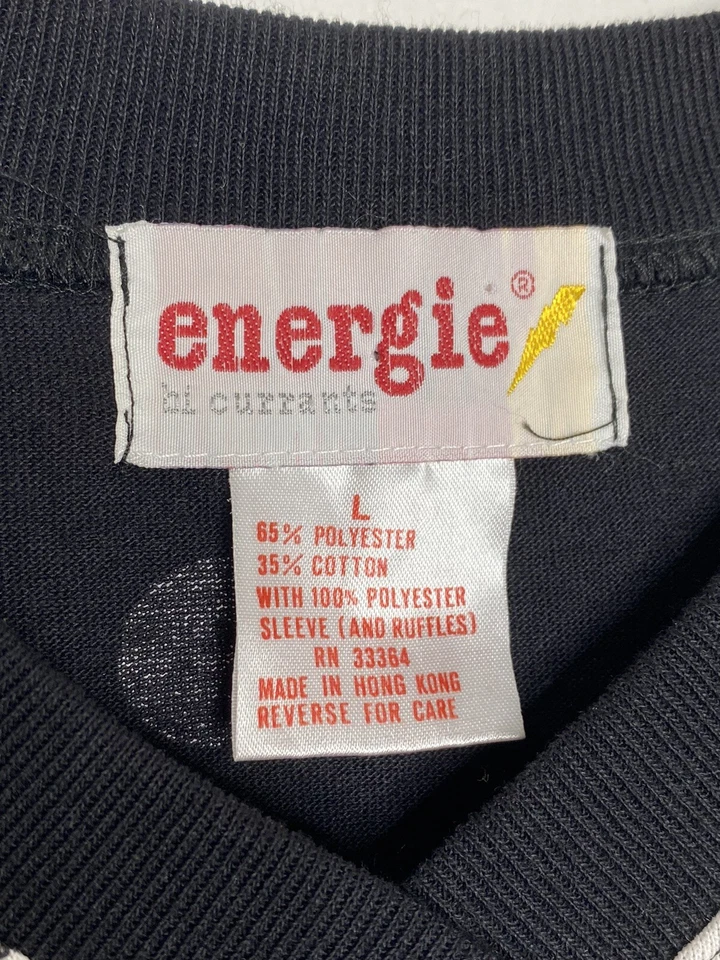 energie®
hi currants
L
65% POLYESTER
35% COTTON
WITH 100% POLYESTER
SLEEVE (AND RUFFLES)
RN 33364
MADE IN HONG KONG
REVERSE FOR CARE